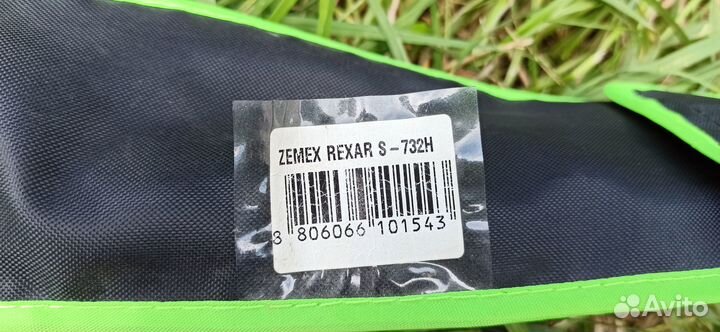 ZEMEX REXAR S-732H
8 806066 101543
Avito